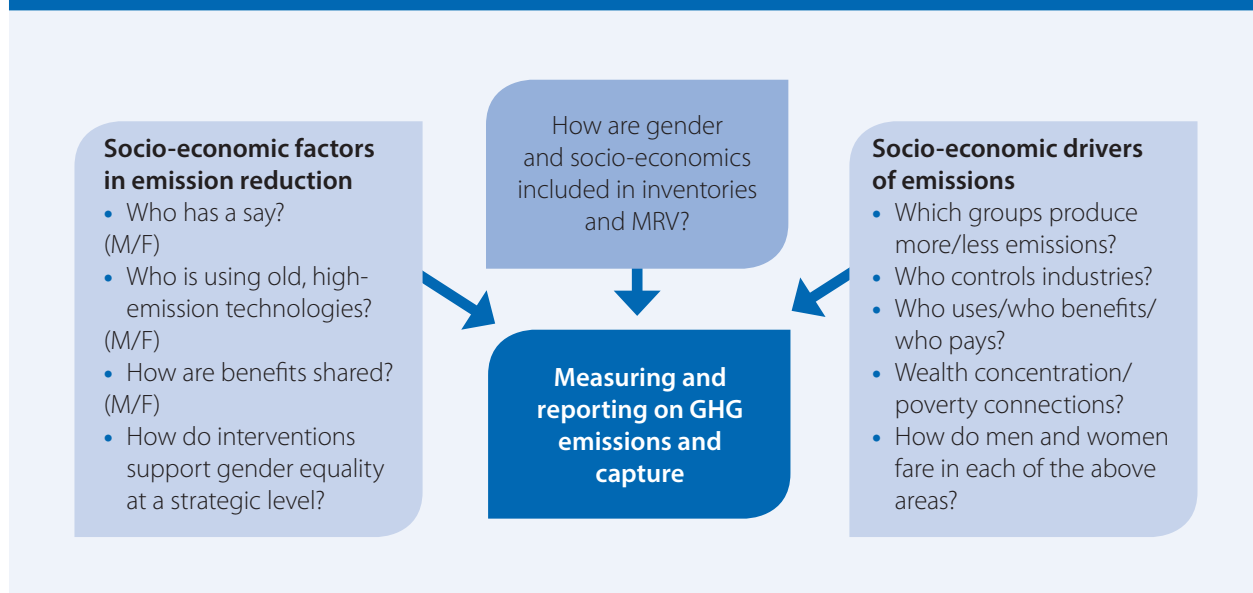 Socio-economic factors
in emission reduction
• Who has a say?
(M/F)
• Who is using old, high-
emission technologies?
(M/F)
• How are benefits shared?
(M/F)
• How do interventions
support gender equality
at a strategic level?
How are gender
and socio-economics
included in inventories
and MRV?
Measuring and
reporting on GHG
emissions and
capture
Socio-economic drivers
of emissions
• Which groups produce
more/less emissions?
• Who controls industries?
• Who uses/who benefits/
who pays?
• Wealth concentration/
poverty connections?
• How do men and women
fare in each of the above
areas?